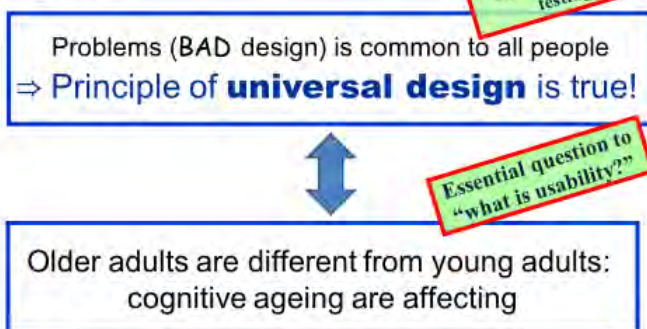 testing
Problems (BAD design) is common to all people
⇒ Principle of universal design is true!
Essential question to
“what is usability?”
Older adults are different from young adults:
cognitive ageing are affecting